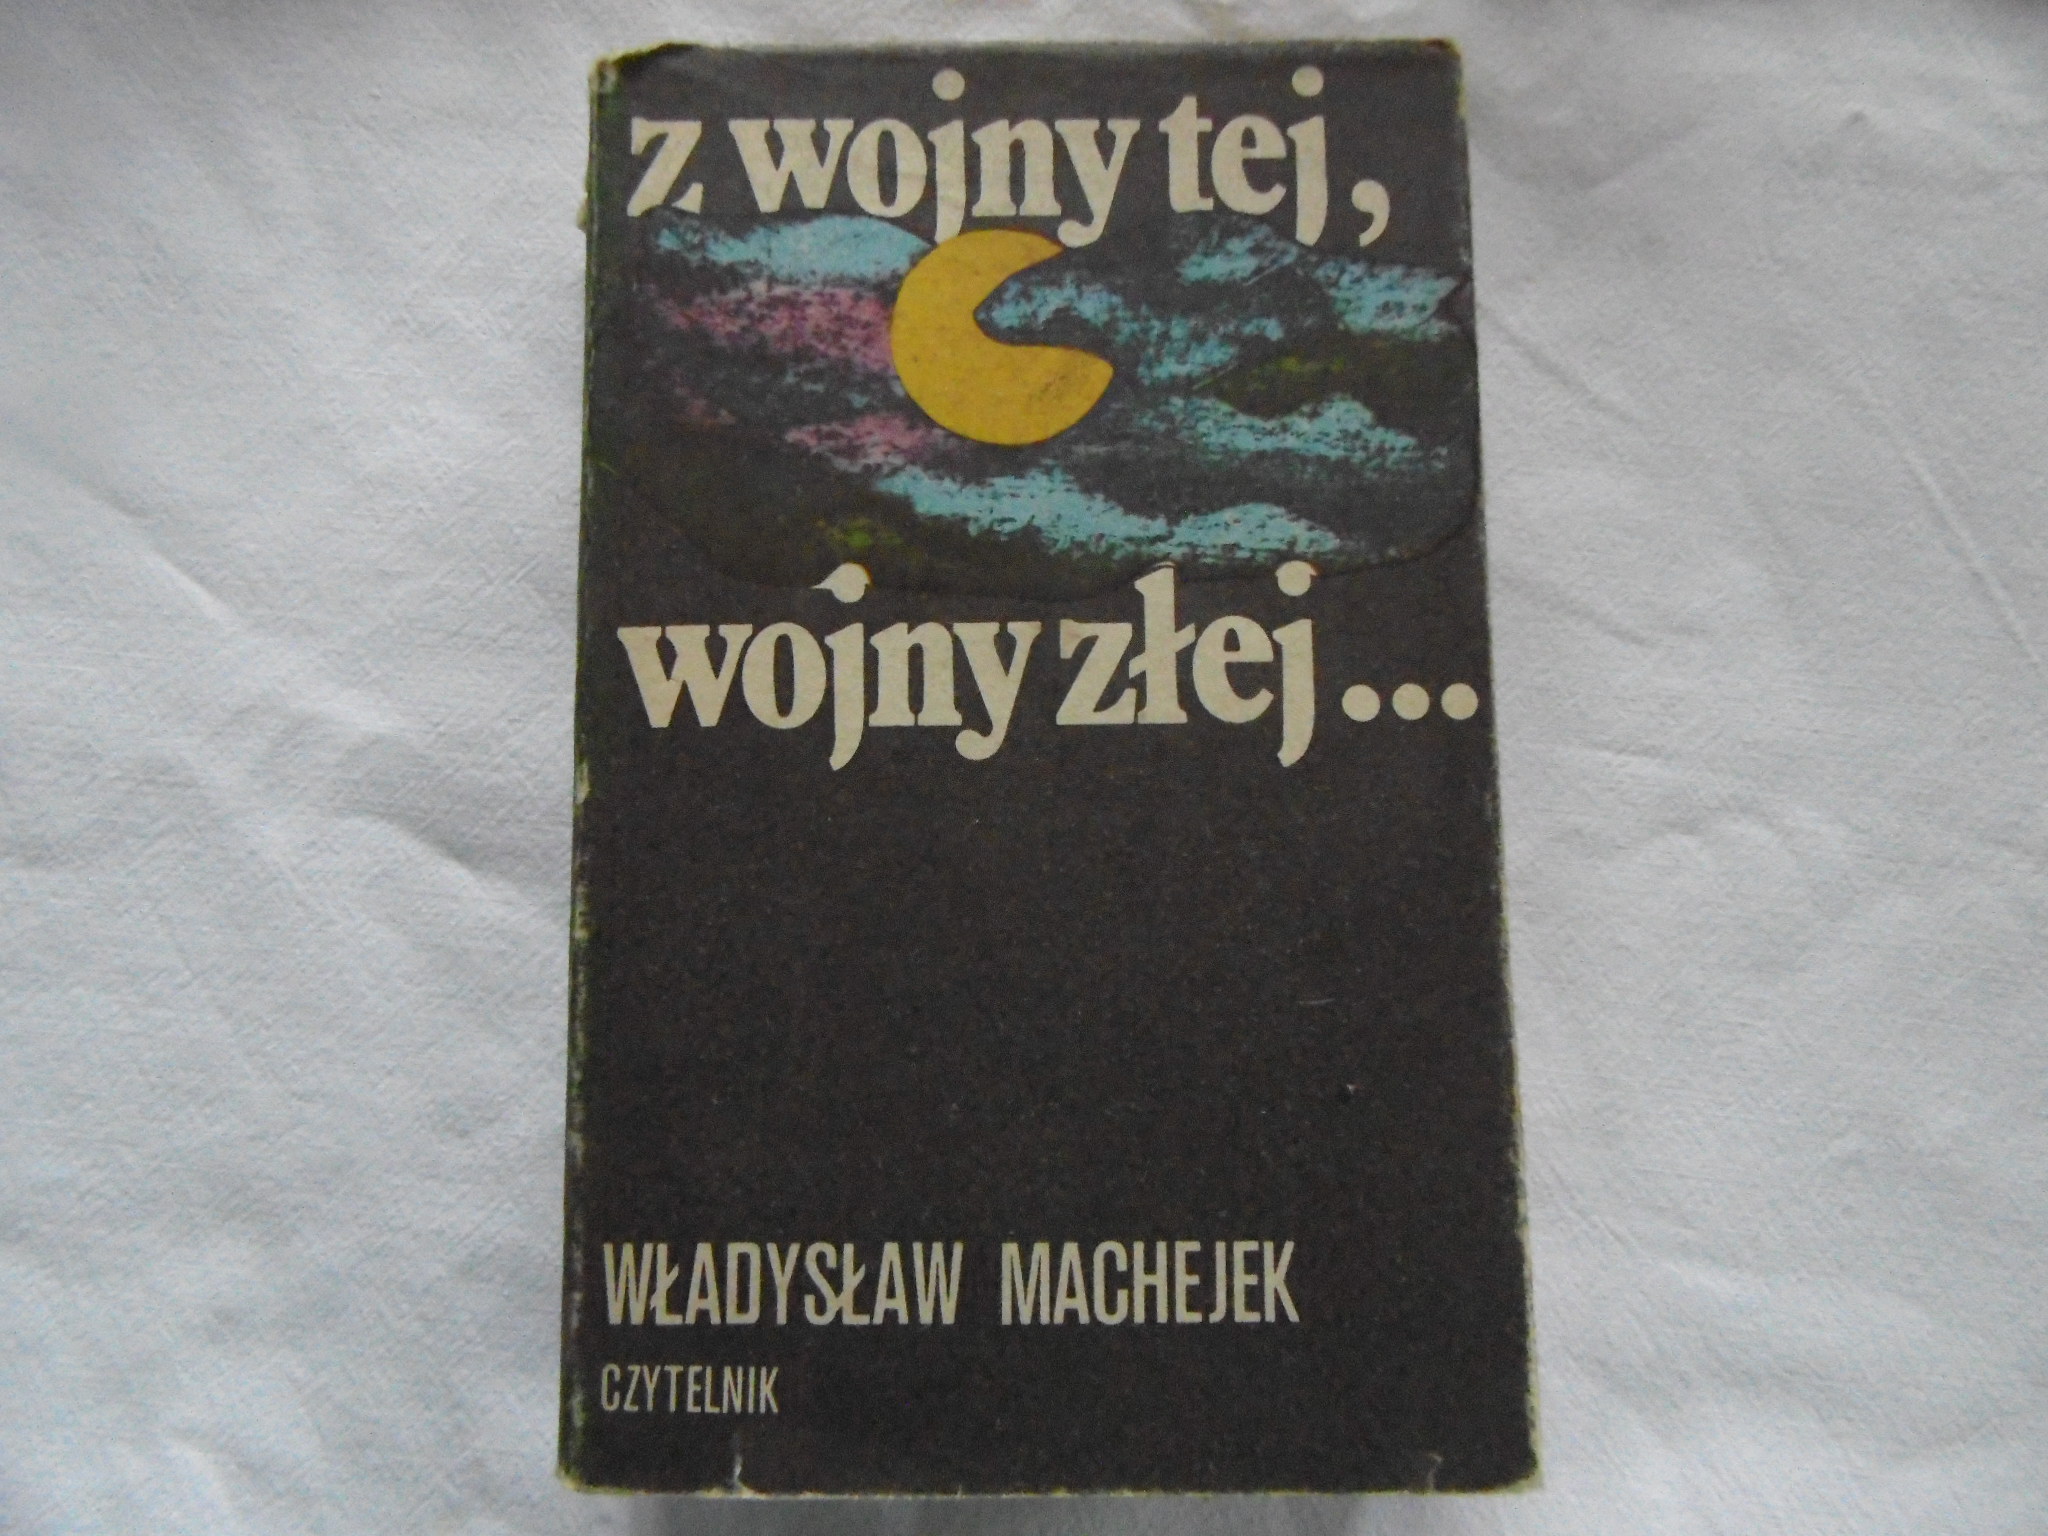 z wojny tej,
wojny złej...
WŁADYSŁAW MACHEJEK
CZYTELNIK